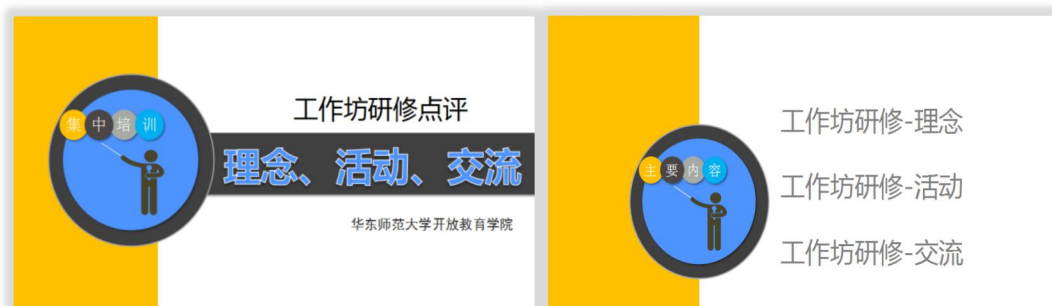 集中培训
工作坊研修点评
理念、活动、交流
华东师范大学开放教育学院
主要内容
工作坊研修-理念
工作坊研修-活动
工作坊研修-交流